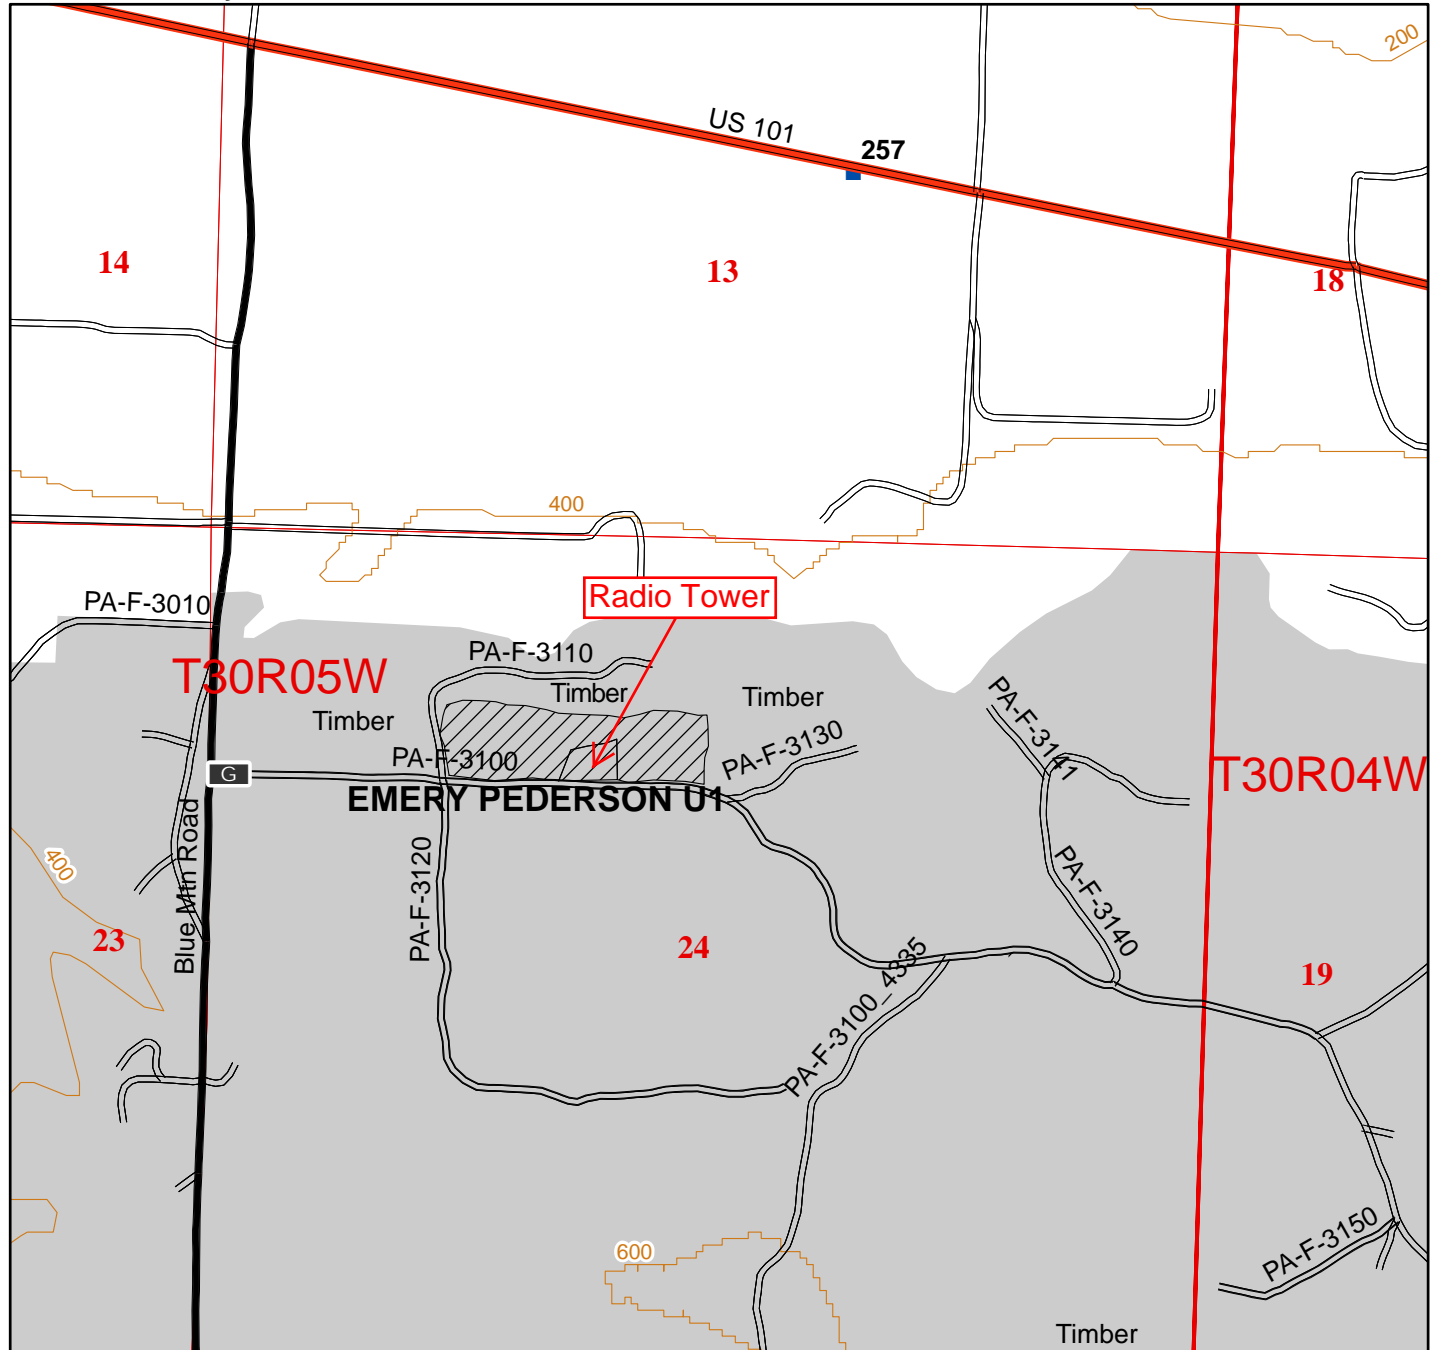 200
US 101
257
14
13
18
400
Radio Tower
PA-F-3010
PA-F-3110
T30R05W
Timber
Timber
Timber
PA-F-3141
PA-F-3130
PA-F-3100
G
T30R04W
EMERY PEDERSON U1
400
PA-F-3120
Blue Mtn Road
PA-F-3140
23
24
19
PA-F-3100_4335
PA-F-3150
600
Timber